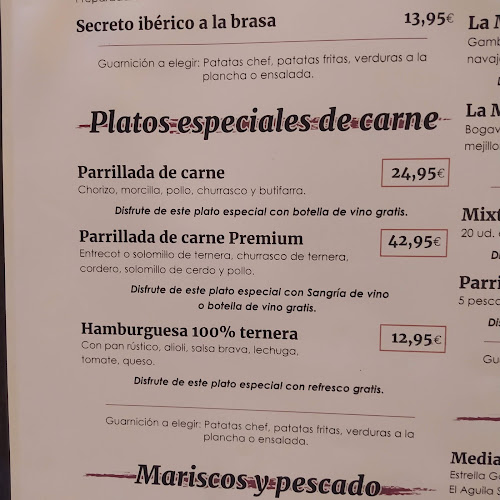 Secreto ibérico a la brasa 13,95€
Guarnición a elegir: Patatas chef, patatas fritas, verduras a la
plancha o ensalada.
Platos especiales de carne
Parrillada de carne 24,95€
Chorizo, morcilla, pollo, churrasco y butifarra.
Disfrute de este plato especial con botella de vino gratis.
Parrillada de carne Premium 42,95€
Entrecot o solomillo de ternera, churrasco de ternera,
cordero, solomillo de cerdo y pollo.
Disfrute de este plato especial con Sangría de vino
o botella de vino gratis.
Hamburguesa 100% ternera 12,95€
Con pan rústico, alioli, salsa brava, lechuga,
tomate, queso.
Disfrute de este plato especial con refresco gratis.
Guarnición a elegir: Patatas chef, patatas fritas, verduras a la
plancha o ensalada.
Mariscos y pescado
La M
Gamb
navaj
La M
Bogav
mejillo
Mixt
20 ud.
Parri
5 pesc
Media
Estrella G
El Aguila S